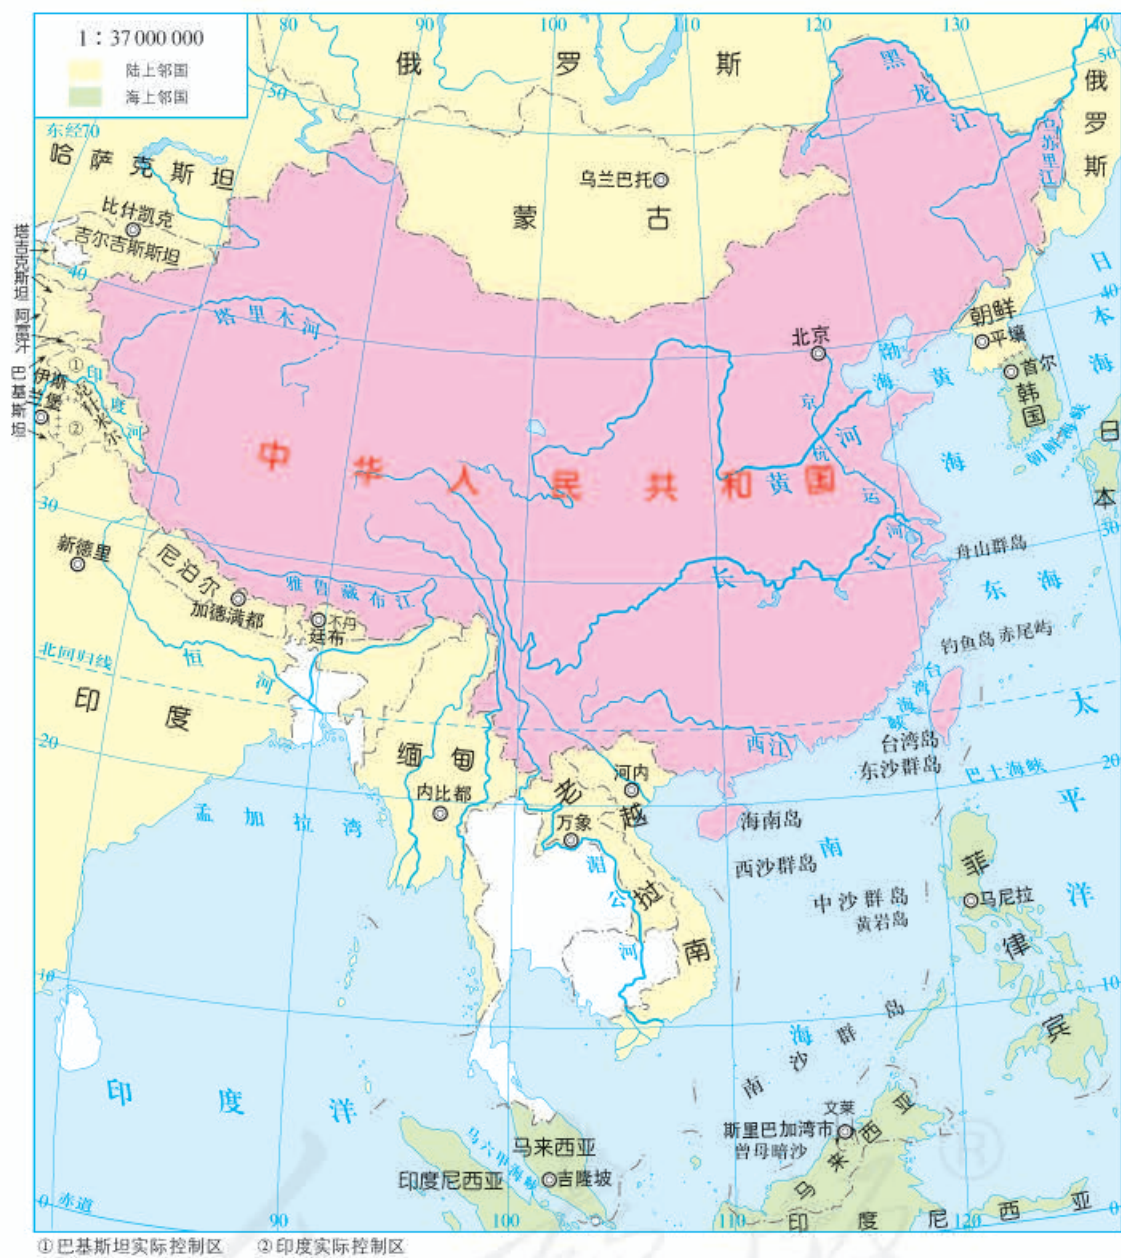 1：37 000 000
陆上邻国
海上邻国
80
90
100
110
120
130
140
50
50
东经70
俄罗斯
俄罗斯
哈萨克斯坦
比什凯克
吉尔吉斯斯坦
塔吉克斯坦
阿富汗
巴基斯坦
伊斯兰堡
克什米尔
①
②
印度河
40
40
乌兰巴托
蒙古
黑龙江
乌苏里江
塔里木河
北京
渤海
朝鲜
平壤
首尔
韩国
日本海
朝鲜海峡
日本
黄海
京杭运河
黄河
中华人民共和国
30
30
新德里
尼泊尔
加德满都
不丹
廷布
雅鲁藏布江
长江
舟山群岛
东海
钓鱼岛 赤尾屿
北回归线
恒河
印度
台湾海峡
台湾岛
东沙群岛
太平洋
20
20
缅甸
内比都
老挝
万象
河内
越南
西江
巴士海峡
孟加拉湾
海南岛
西沙群岛
中沙群岛
黄岩岛
南海
湄公河
菲律宾
马尼拉
10
10
南沙群岛
印度洋
文莱
斯里巴加湾市
曾母暗沙
马来西亚
马来西亚
吉隆坡
马六甲海峡
印度尼西亚
印度尼西亚
0
赤道
0
90
100
110
120
®
①巴基斯坦实际控制区
②印度实际控制区